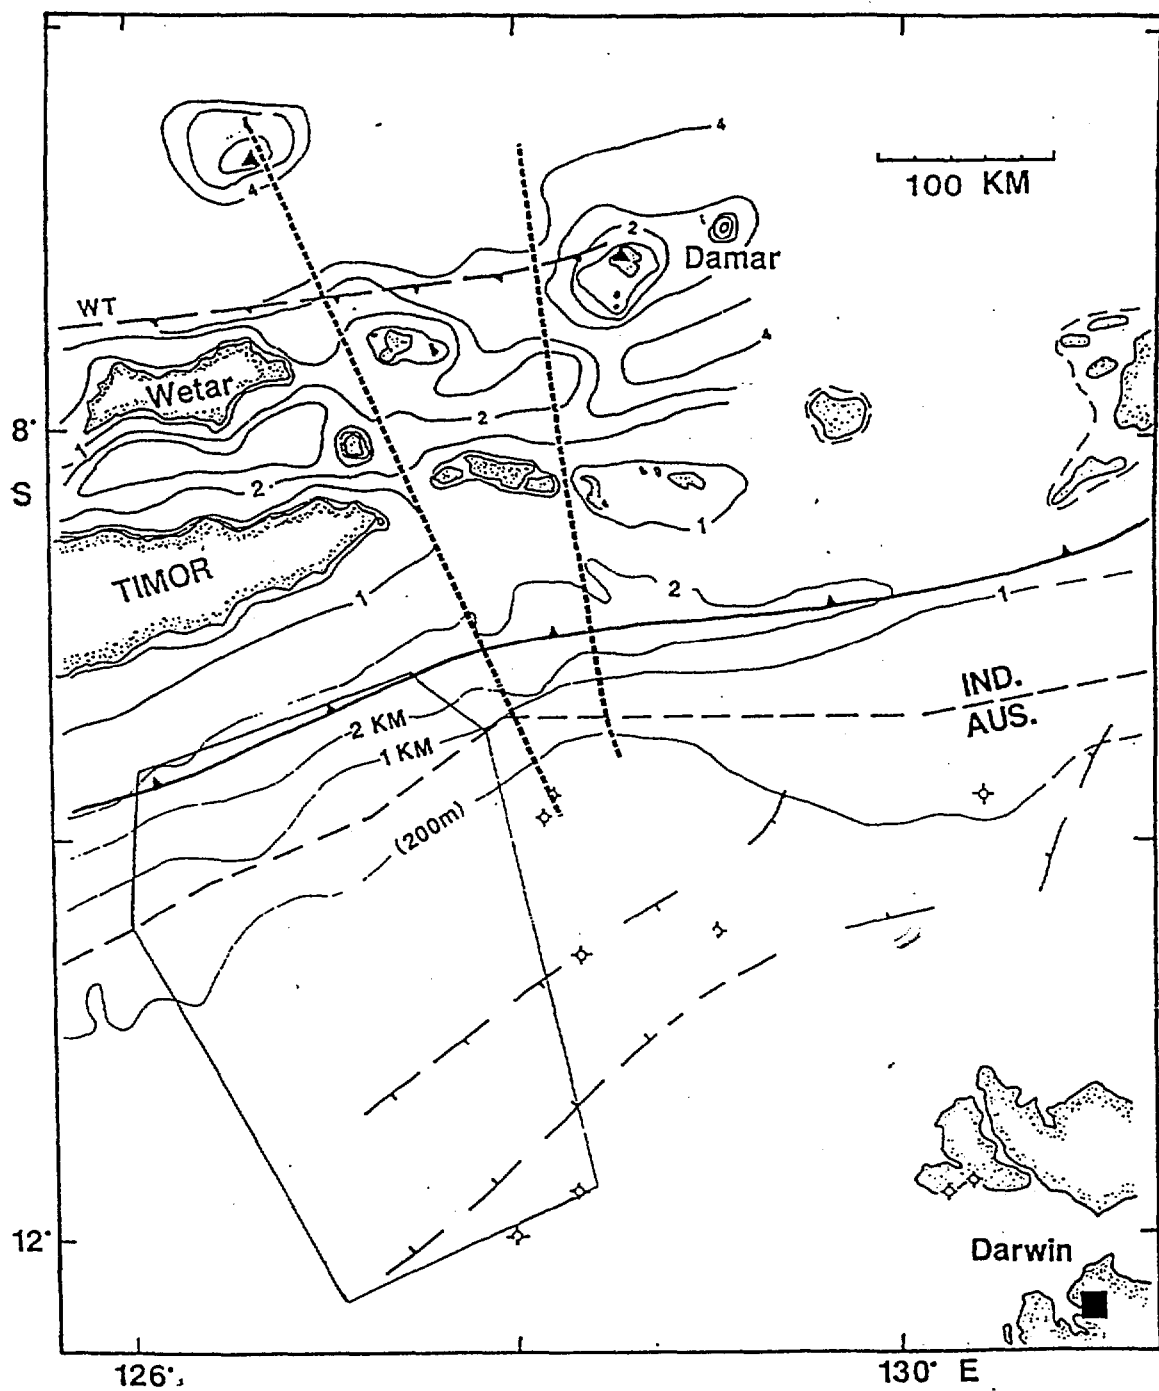 4
4
100 KM
2
Damar
WT
4
Wetar
8°
S
1
2
2
1
TIMOR
1
2
1
IND.
AUS.
2 KM
1 KM
(200m)
12°
Darwin
126°
130° E